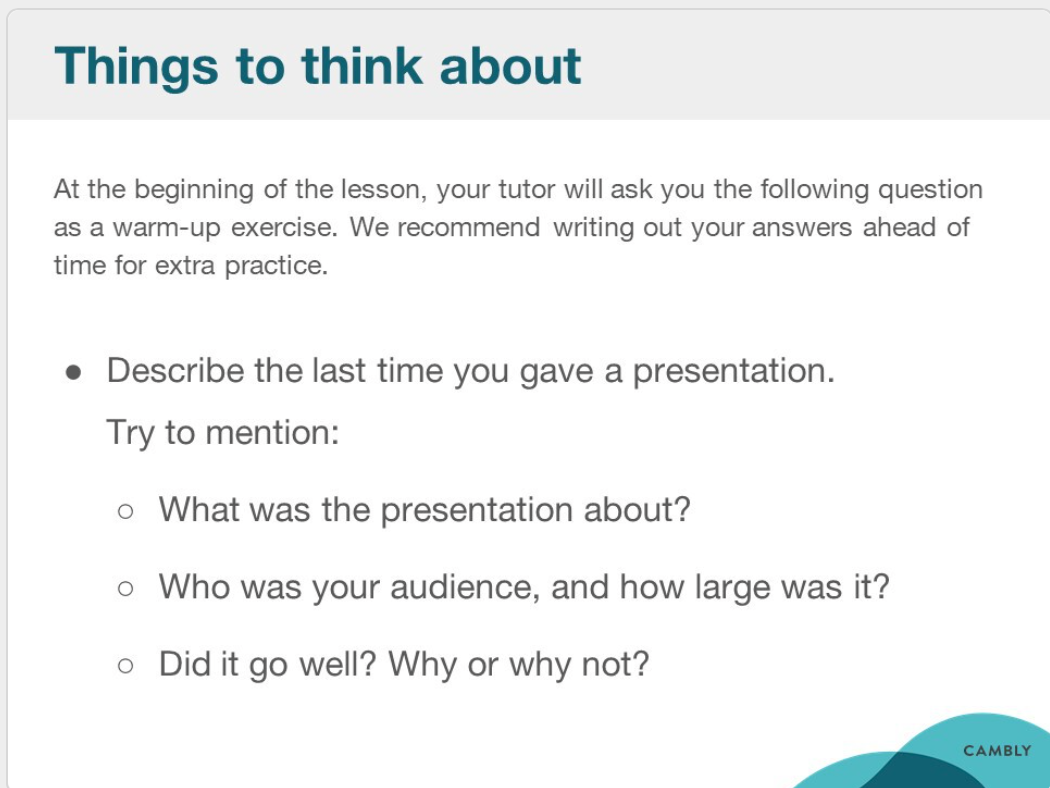 Things to think about
At the beginning of the lesson, your tutor will ask you the following question
as a warm-up exercise. We recommend writing out your answers ahead of
time for extra practice.
● Describe the last time you gave a presentation.
Try to mention:
○ What was the presentation about?
○ Who was your audience, and how large was it?
○ Did it go well? Why or why not?
CAMBLY